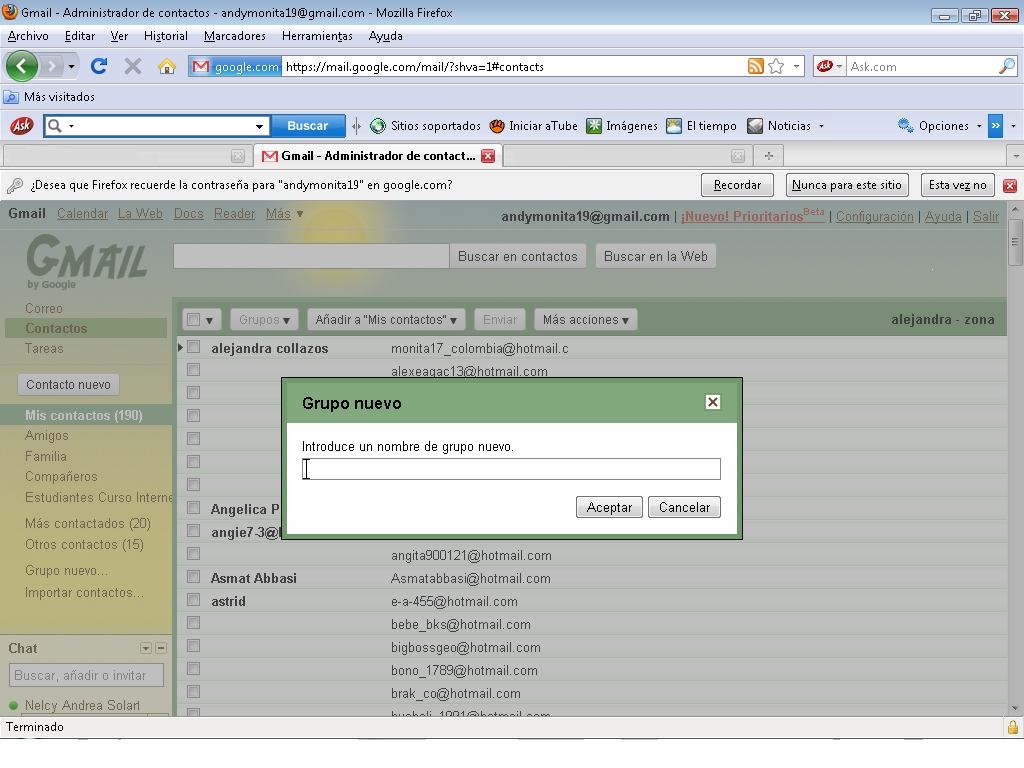 Gmail - Administrador de contactos - andymonita19@gmail.com - Mozilla Firefox
Archivo Editar Ver Historial Marcadores Herramientas Ayuda
google.com https://mail.google.com/mail/?shva=1#contacts Ask Ask.com
Más visitados
Ask Buscar Sitios soportados Iniciar aTube Imágenes El tiempo Noticias Opciones »
Gmail - Administrador de contact...
¿Desea que Firefox recuerde la contraseña para "andymonita19" en google.com? Recordar Nunca para este sitio Esta vez no
Gmail Calendar La Web Docs Reader Más ▼ andymonita19@gmail.com | ¡Nuevo! Prioritarios Beta | Configuración | Ayuda | Salir
GMAIL
by Google
Buscar en contactos Buscar en la Web
Correo
Contactos
Tareas
Contacto nuevo
Mis contactos (190)
Amigos
Familia
Compañeros
Estudiantes Curso Interne
Más contactados (20)
Otros contactos (15)
Grupo nuevo...
Importar contactos...
Chat
Buscar, añadir o invitar
Nelcy Andrea Solart
Grupos ▼ Añadir a "Mis contactos" ▼ Enviar Más acciones ▼ alejandra - zona
alejandra collazos monita17_colombia@hotmail.c
alexeagac13@hotmail.com
Grupo nuevo
Introduce un nombre de grupo nuevo.
Aceptar Cancelar
Angelica P
angie7-3@
angita900121@hotmail.com
Asmat Abbasi Asmatabbasi@hotmail.com
astrid e-a-455@hotmail.com
bebe_bks@hotmail.com
bigbossgeo@hotmail.com
bono_1789@hotmail.com
brak_co@hotmail.com
Terminado